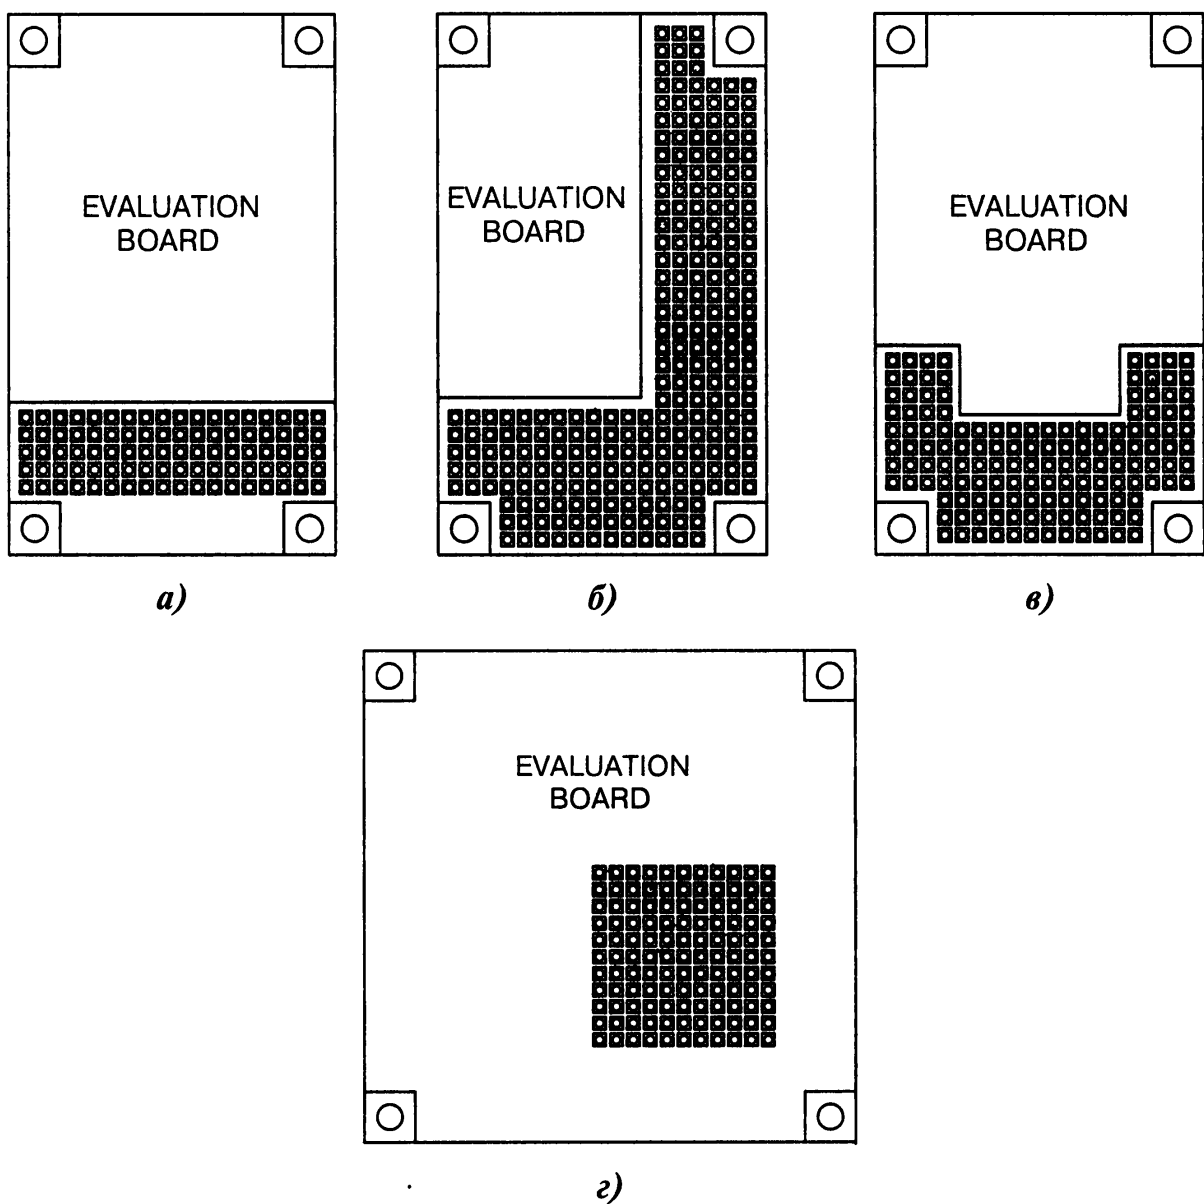 EVALUATION
BOARD
EVALUATION
BOARD
EVALUATION
BOARD
а)
б)
в)
EVALUATION
BOARD
г)